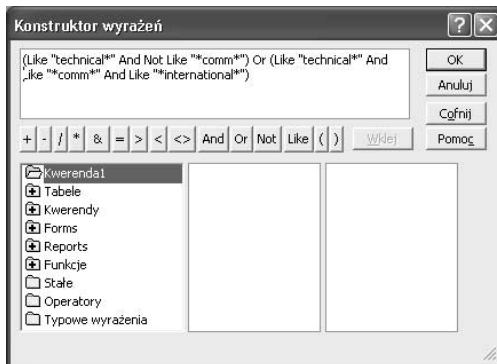 Konstruktor wyrażeń
(Like "technical*" And Not Like "*comm*") Or (Like "technical*" And
Like "*comm*" And Like "*international*")
OK
Anuluj
Cofnij
Pomoc
+ - / * & = > < <> And Or Not Like ( ) Wklej
Kwerenda1
Tabele
Kwerendy
Forms
Reports
Funkcje
Stałe
Operatory
Typowe wyrażenia